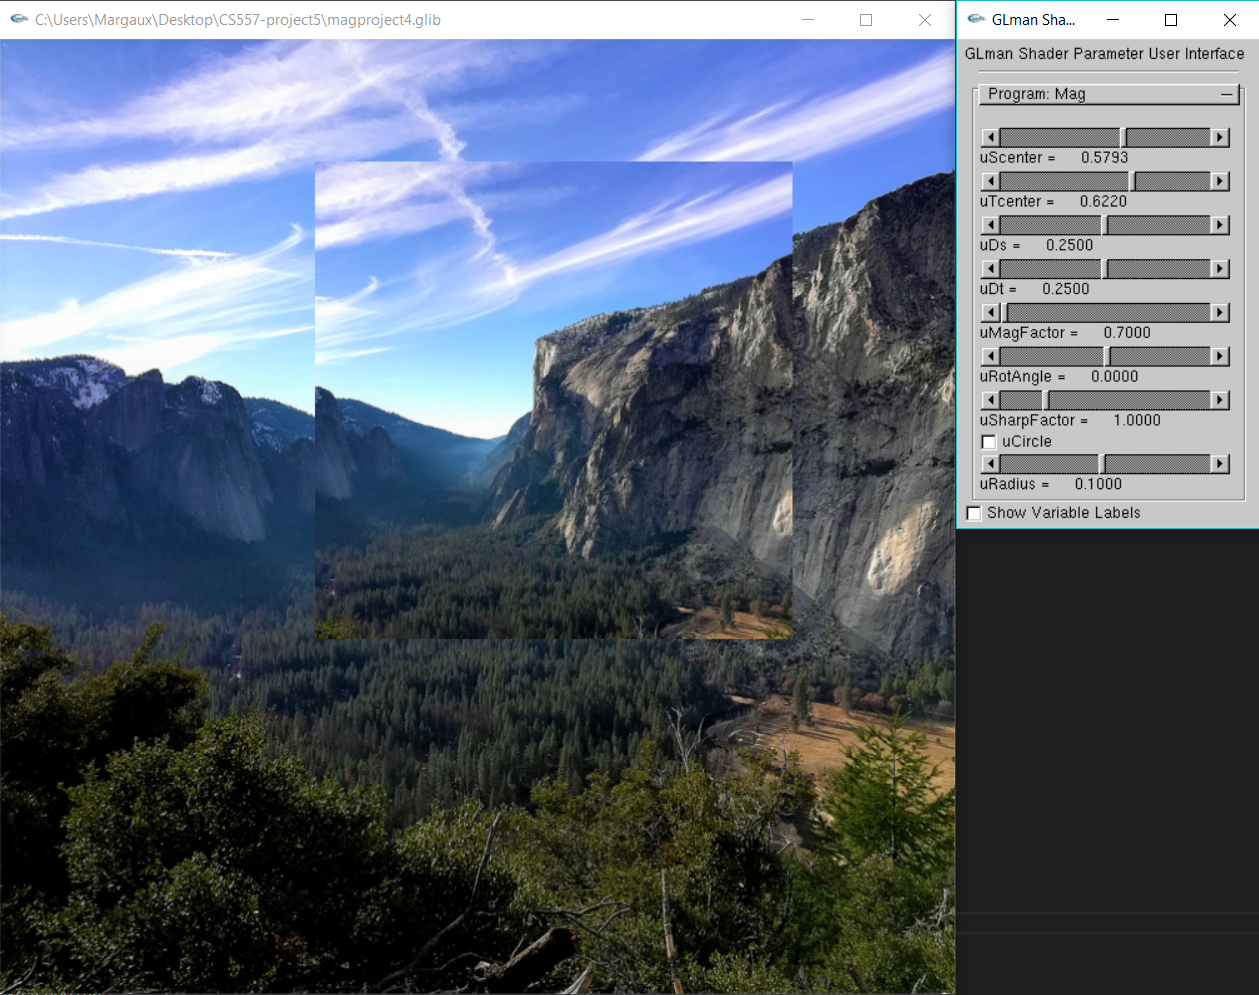 C:\Users\Margaux\Desktop\CS557-project5\magproject4.glib
GLman Sha...
GLman Shader Parameter User Interface
Program: Mag
uScenter = 0.5793
uTcenter = 0.6220
uDs = 0.2500
uDt = 0.2500
uMagFactor = 0.7000
uRotAngle = 0.0000
uSharpFactor = 1.0000
uCircle
uRadius = 0.1000
Show Variable Labels